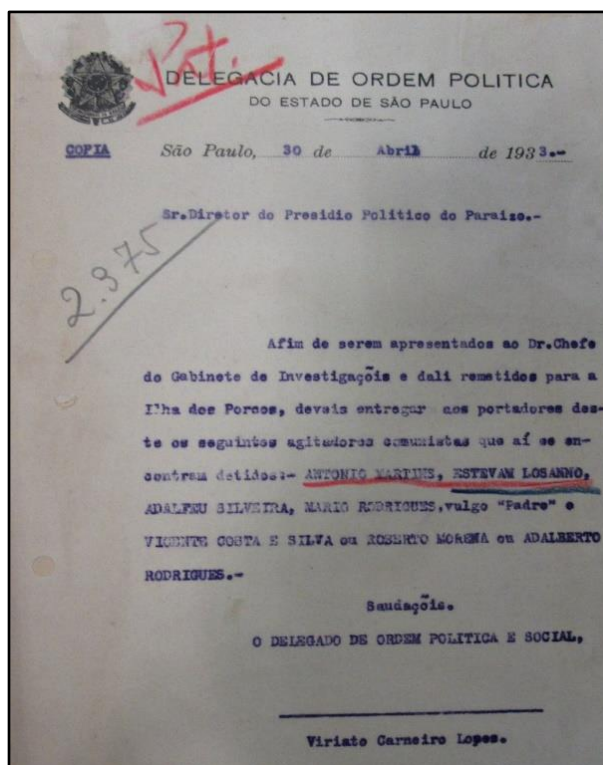 Pront.
DELEGACIA DE ORDEM POLITICA
DO ESTADO DE SÃO PAULO
COPIA São Paulo, 30 de Abril de 1933.-
Sr.Diretor do Presidio Politico do Paraizo.-
2.375
Afim de serem apresentados ao Dr.Chefe
do Gabinete de Investigaçõis e dali remetidos para a
Ilha dos Porcos, deveis entregar aos portadores des-
te os seguintes agitadores comunistas que aí se en-
contram detidos:- ANTONIO MARTINS, ESTEVAM LOSANNO,
ADALFEU SILVEIRA, MARIO RODRIGUES,vulgo "Padre" e
VICENTE COSTA E SILVA ou ROBERTO MORENA ou ADALBERTO
RODRIGUES.-
Saudaçõis.
O DELEGADO DE ORDEM POLITICA E SOCIAL,
Viriato Carneiro Lopes.